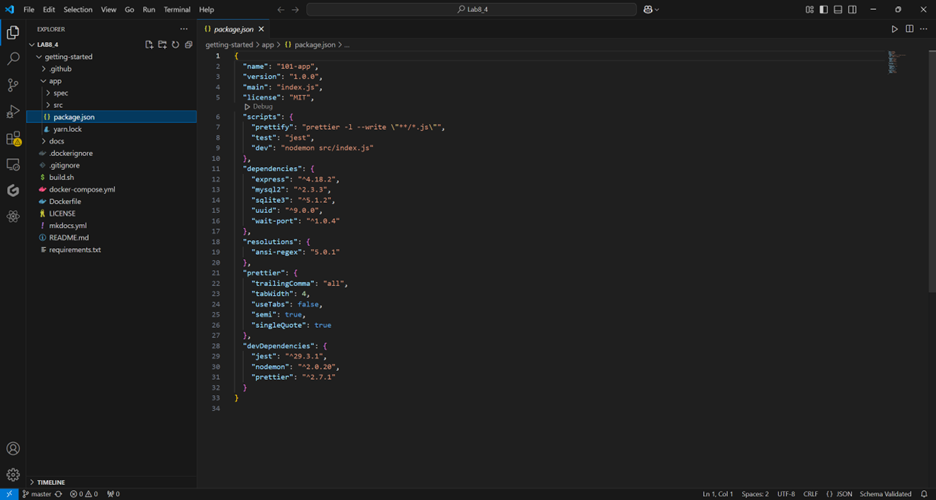 File Edit Selection View Go Run Terminal Help
Lab8_4
EXPLORER
LAB8_4
getting-started
.github
app
spec
src
package.json
yarn.lock
docs
.dockerignore
.gitignore
build.sh
docker-compose.yml
Dockerfile
LICENSE
mkdocs.yml
README.md
requirements.txt
TIMELINE
package.json
getting-started > app > {} package.json > ...
1 {
2 "name": "101-app",
3 "version": "1.0.0",
4 "main": "index.js",
5 "license": "MIT",
Debug
6 "scripts": {
7 "prettify": "prettier -l --write \"**/*.js\"",
8 "test": "jest",
9 "dev": "nodemon src/index.js"
10 },
11 "dependencies": {
12 "express": "^4.18.2",
13 "mysql2": "^2.3.3",
14 "sqlite3": "^5.1.2",
15 "uuid": "^9.0.0",
16 "wait-port": "^1.0.4"
17 },
18 "resolutions": {
19 "ansi-regex": "5.0.1"
20 },
21 "prettier": {
22 "trailingComma": "all",
23 "tabWidth": 4,
24 "useTabs": false,
25 "semi": true,
26 "singleQuote": true
27 },
28 "devDependencies": {
29 "jest": "^29.3.1",
30 "nodemon": "^2.0.20",
31 "prettier": "^2.7.1"
32 }
33 }
34
master 0 0 0 Ln 1, Col 1 Spaces: 2 UTF-8 CRLF {} JSON Schema Validated